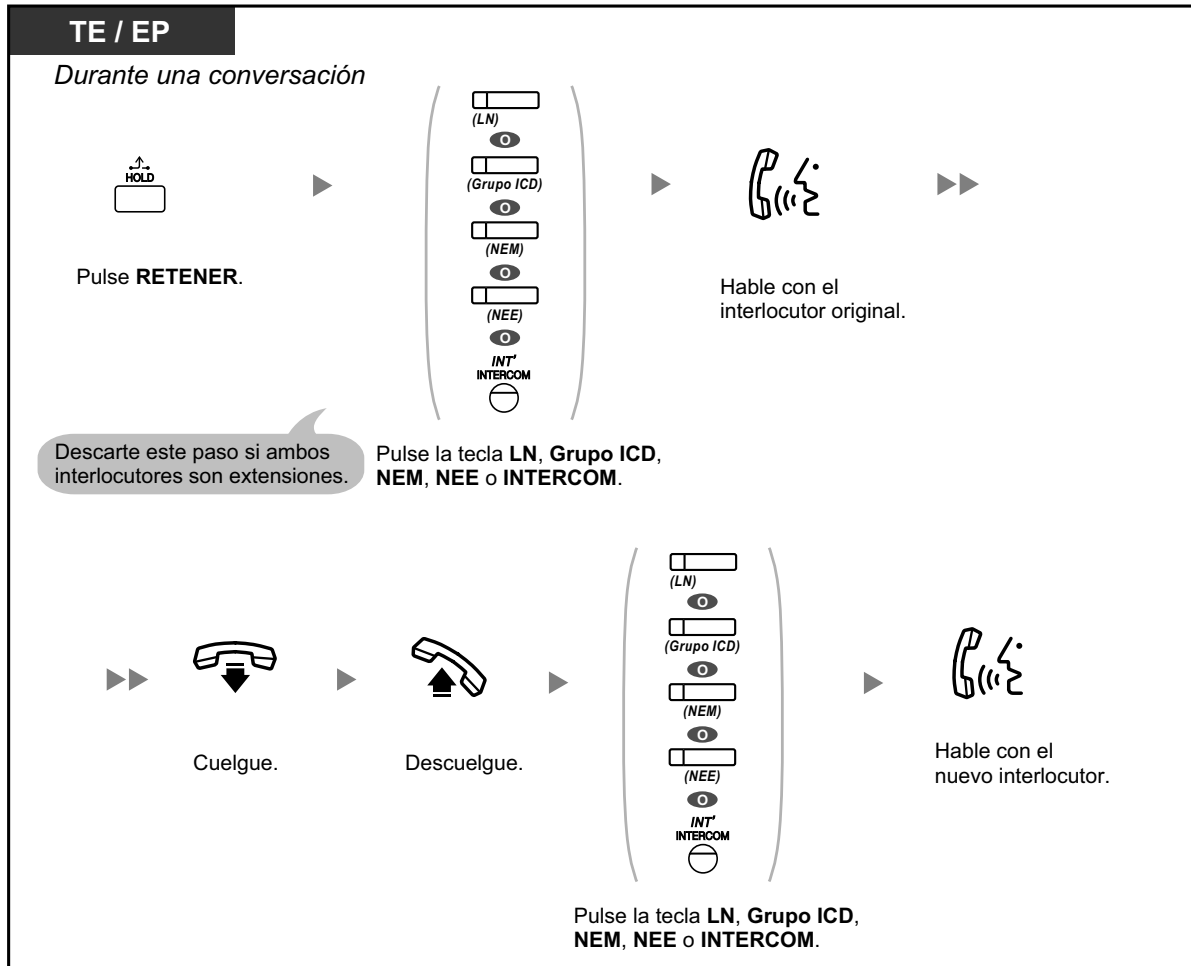 TE / EP
Durante una conversación
HOLD
Pulse RETENER.
(LN)
O
(Grupo ICD)
O
(NEM)
O
(NEE)
O
INT'
INTERCOM
Hable con el
interlocutor original.
Descarte este paso si ambos
interlocutores son extensiones.
Pulse la tecla LN, Grupo ICD,
NEM, NEE o INTERCOM.
Cuelgue.
Descuelgue.
(LN)
O
(Grupo ICD)
O
(NEM)
O
(NEE)
O
INT'
INTERCOM
Pulse la tecla LN, Grupo ICD,
NEM, NEE o INTERCOM.
Hable con el
nuevo interlocutor.